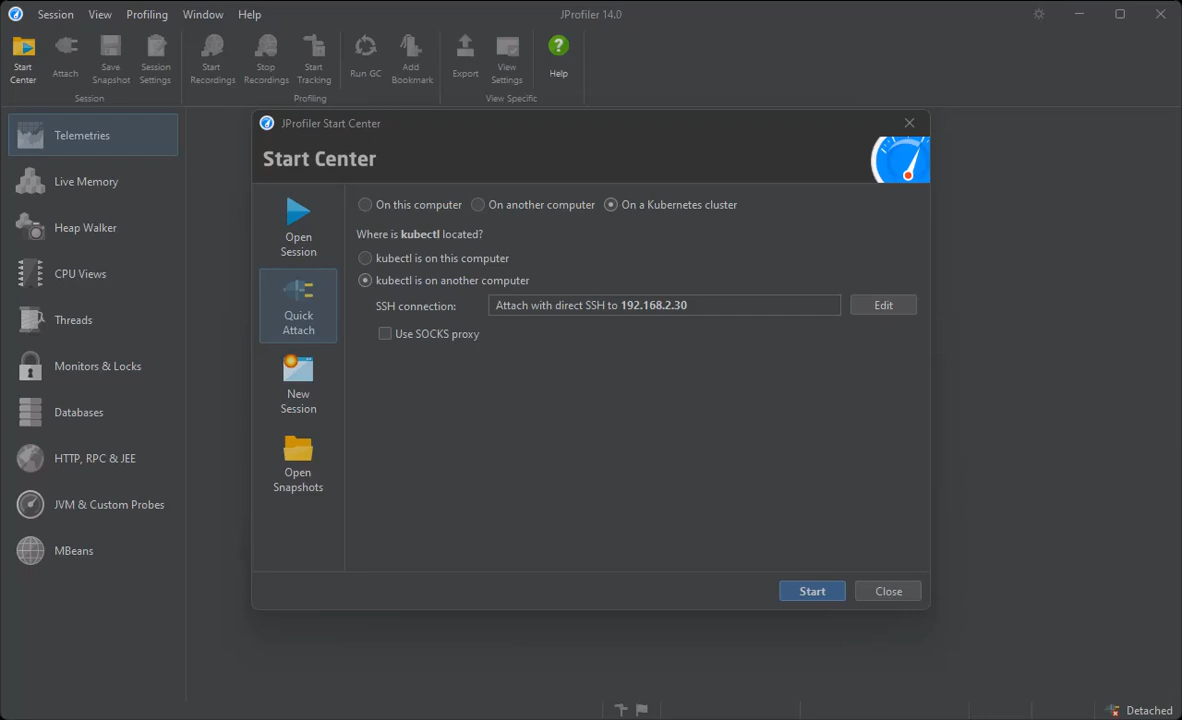 Session View Profiling Window Help
JProfiler 14.0
Start Center
Attach
Save Snapshot
Session Settings
Start Recordings
Stop Recordings
Start Tracking
Run GC
Add Bookmark
Export
View Settings
Help
Session
Profiling
View Specific
Telemetries
Live Memory
Heap Walker
CPU Views
Threads
Monitors & Locks
Databases
HTTP, RPC & JEE
JVM & Custom Probes
MBeans
JProfiler Start Center
Start Center
Open Session
Quick Attach
New Session
Open Snapshots
On this computer On another computer On a Kubernetes cluster
Where is kubectl located?
kubectl is on this computer
kubectl is on another computer
SSH connection: Attach with direct SSH to 192.168.2.30 Edit
Use SOCKS proxy
Start Close
Detached